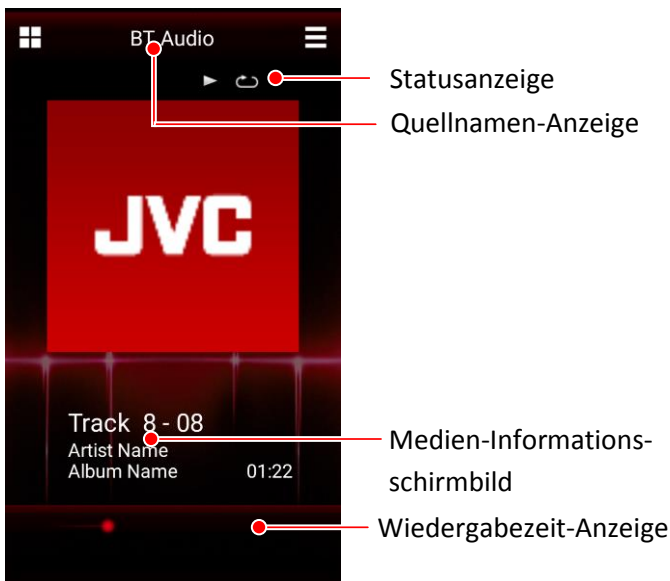 BT Audio
Statusanzeige
Quellnamen-Anzeige
JVC
Track 8 - 08
Artist Name
Album Name 01:22
Medien-Informations-
schirmbild
Wiedergabezeit-Anzeige